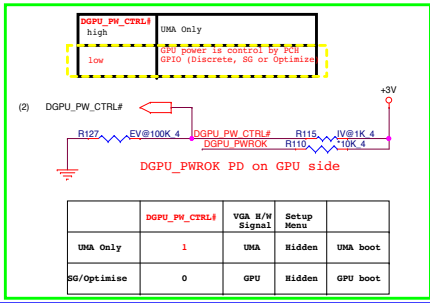 DGPU_PW_CTRL#
high UMA Only
low GPU power is control by PCH
GPIO (Discrete, SG or Optimize
+3V
(2) DGPU_PW_CTRL#
R127 EV@100K_4 DGPU_PW_CTRL# R115 IV@1K_4
DGPU_PWROK R110 *10K_4
DGPU_PWROK PD on GPU side
DGPU_PW_CTRL# VGA H/W Setup
Signal Menu
UMA Only 1 UMA Hidden UMA boot
SG/Optimise 0 GPU Hidden GPU boot